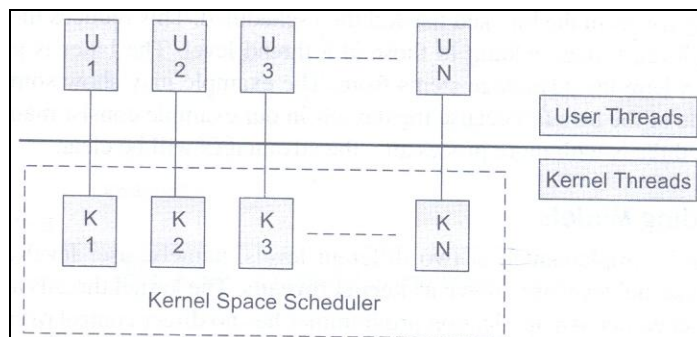 U 1
U 2
U 3
U N
User Threads
Kernel Threads
K 1
K 2
K 3
K N
Kernel Space Scheduler